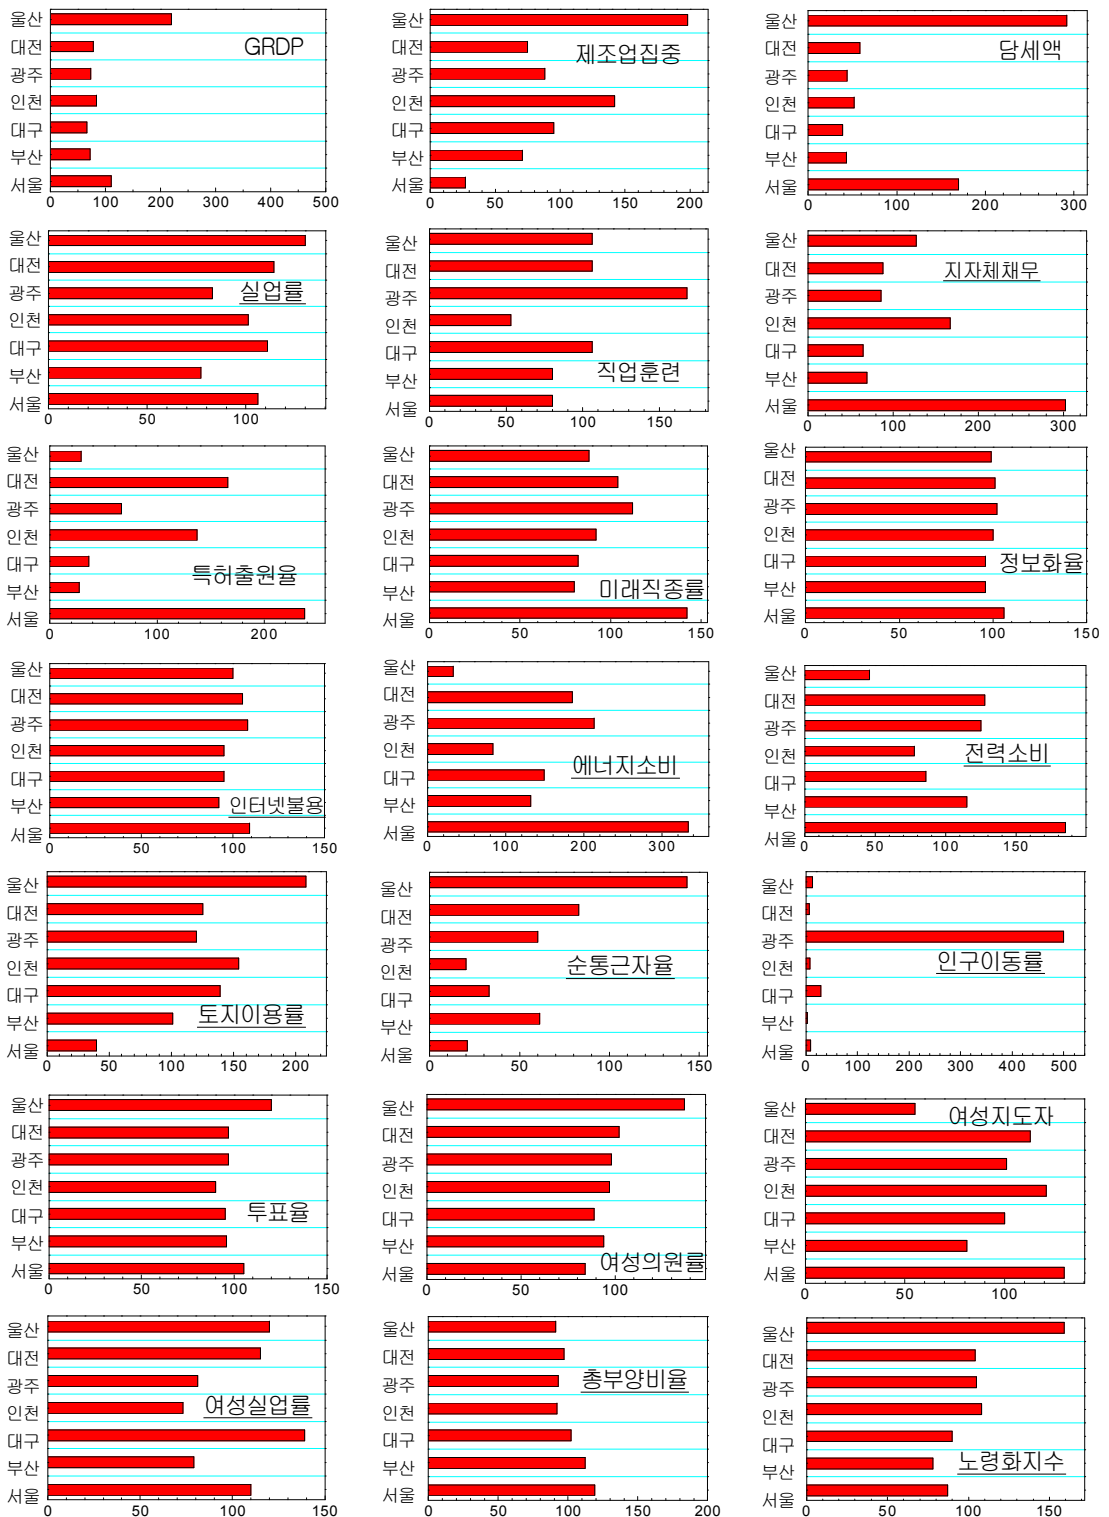 울산
대전
광주
인천
대구
부산
서울
GRDP
0 100 200 300 400 500
울산
대전
광주
인천
대구
부산
서울
제조업집중
0 50 100 150 200
울산
대전
광주
인천
대구
부산
서울
담세액
0 100 200 300
울산
대전
광주
인천
대구
부산
서울
실업률
0 50 100
울산
대전
광주
인천
대구
부산
서울
직업훈련
0 50 100 150
울산
대전
광주
인천
대구
부산
서울
지자체채무
0 100 200 300
울산
대전
광주
인천
대구
부산
서울
특허출원율
0 100 200
울산
대전
광주
인천
대구
부산
서울
미래직종률
0 50 100 150
울산
대전
광주
인천
대구
부산
서울
정보화율
0 50 100 150
울산
대전
광주
인천
대구
부산
서울
인터넷불용
0 50 100 150
울산
대전
광주
인천
대구
부산
서울
에너지소비
0 100 200 300
울산
대전
광주
인천
대구
부산
서울
전력소비
0 50 100 150
울산
대전
광주
인천
대구
부산
서울
토지이용률
0 50 100 150 200
울산
대전
광주
인천
대구
부산
서울
순통근자율
0 50 100 150
울산
대전
광주
인천
대구
부산
서울
인구이동률
0 100 200 300 400 500
울산
대전
광주
인천
대구
부산
서울
투표율
0 50 100 150
울산
대전
광주
인천
대구
부산
서울
여성의원률
0 50 100
울산
대전
광주
인천
대구
부산
서울
여성지도자
0 50 100
울산
대전
광주
인천
대구
부산
서울
여성실업률
0 50 100 150
울산
대전
광주
인천
대구
부산
서울
총부양비율
0 50 100 150 200
울산
대전
광주
인천
대구
부산
서울
노령화지수
0 50 100 150